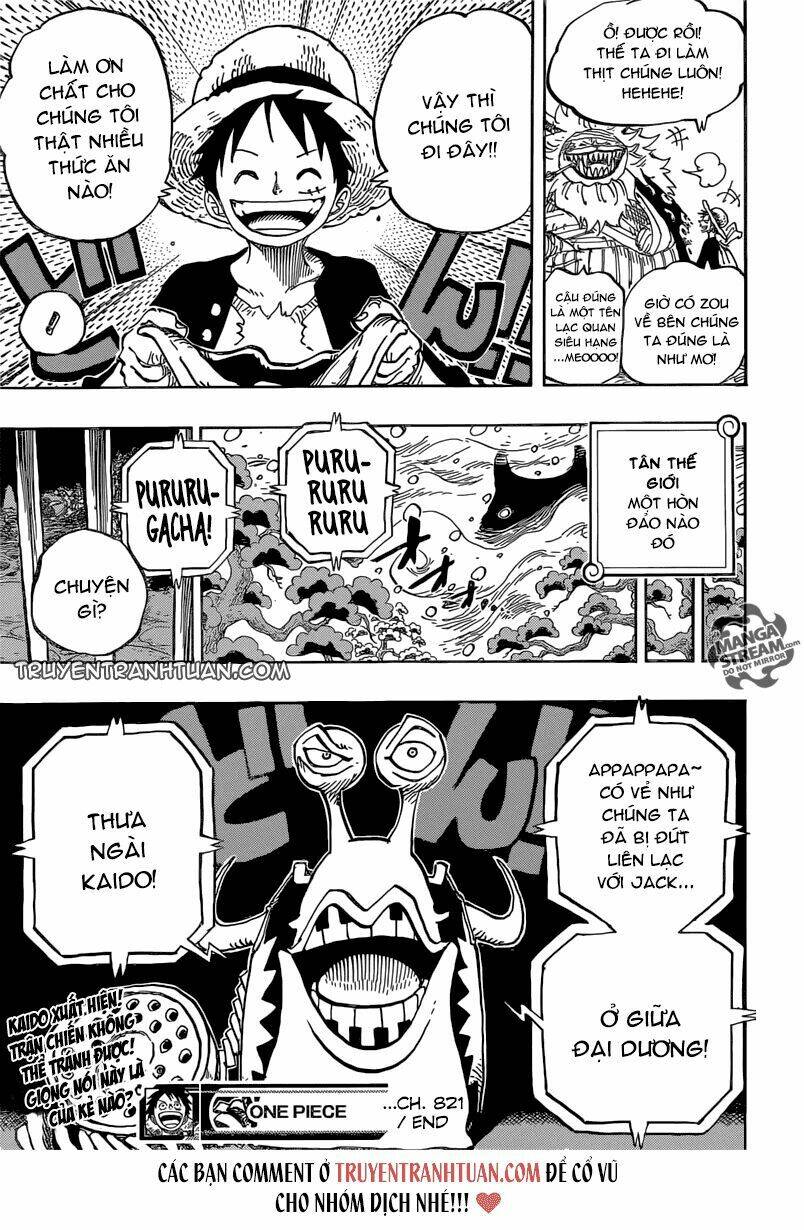 Ồ! ĐƯỢC RỒI!
THẾ TA ĐI LÀM
THỊT CHÚNG LUÔN!
HEHEHE!
GIỜ CÓ ZOU
VỀ BÊN CHÚNG
TA ĐÚNG LÀ
NHƯ MƠ!
CẬU ĐÚNG
LÀ MỘT TÊN
LẠC QUAN
SIÊU HẠNG
...MEOOOO!
VẬY THÌ
CHÚNG TÔI
ĐI ĐÂY!!
LÀM ƠN
CHẤT CHO
CHÚNG TÔI
THẬT NHIỀU
THỨC ĂN
NÀO!
ドーン!!
TÂN THẾ
GIỚI
MỘT HÒN
ĐẢO NÀO
ĐÓ
PURU-
RURU
RURU
PURURU-
GACHA!
CHUYỆN
GÌ?
TRUYENTRANHTUAN.COM
MANGA
STREAM.com
DO NOT MIRROR
APPAPPAPA~
CÓ VẺ NHƯ
CHÚNG TA
ĐÃ BỊ ĐỨT
LIÊN LẠC
VỚI JACK...
Ở GIỮA
ĐẠI DƯƠNG!
THƯA
NGÀI
KAIDO!
ドん!!
KAIDO XUẤT HIỆN!
TRẬN CHIẾN KHÔNG
THỂ TRÁNH ĐƯỢC!
GIỌNG NÓI NÀY LÀ
CỦA KẺ NÀO?
ONE PIECE
...CH. 821
/ END
CÁC BẠN COMMENT Ở TRUYENTRANHTUAN.COM ĐỂ CỔ VŨ
CHO NHÓM DỊCH NHÉ!!!